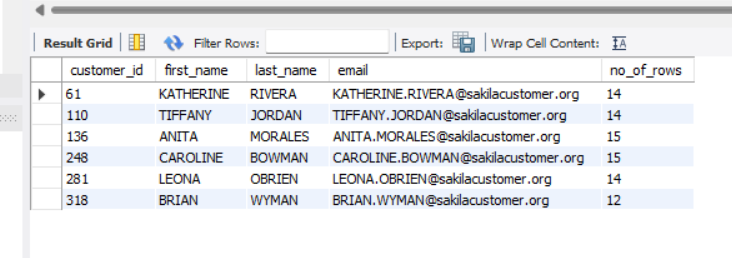 Result Grid Filter Rows: Export: Wrap Cell Content: IA
customer_id first_name last_name email no_of_rows
61 KATHERINE RIVERA KATHERINE.RIVERA@sakilacustomer.org 14
110 TIFFANY JORDAN TIFFANY.JORDAN@sakilacustomer.org 14
136 ANITA MORALES ANITA.MORALES@sakilacustomer.org 15
248 CAROLINE BOWMAN CAROLINE.BOWMAN@sakilacustomer.org 15
281 LEONA OBRIEN LEONA.OBRIEN@sakilacustomer.org 14
318 BRIAN WYMAN BRIAN.WYMAN@sakilacustomer.org 12